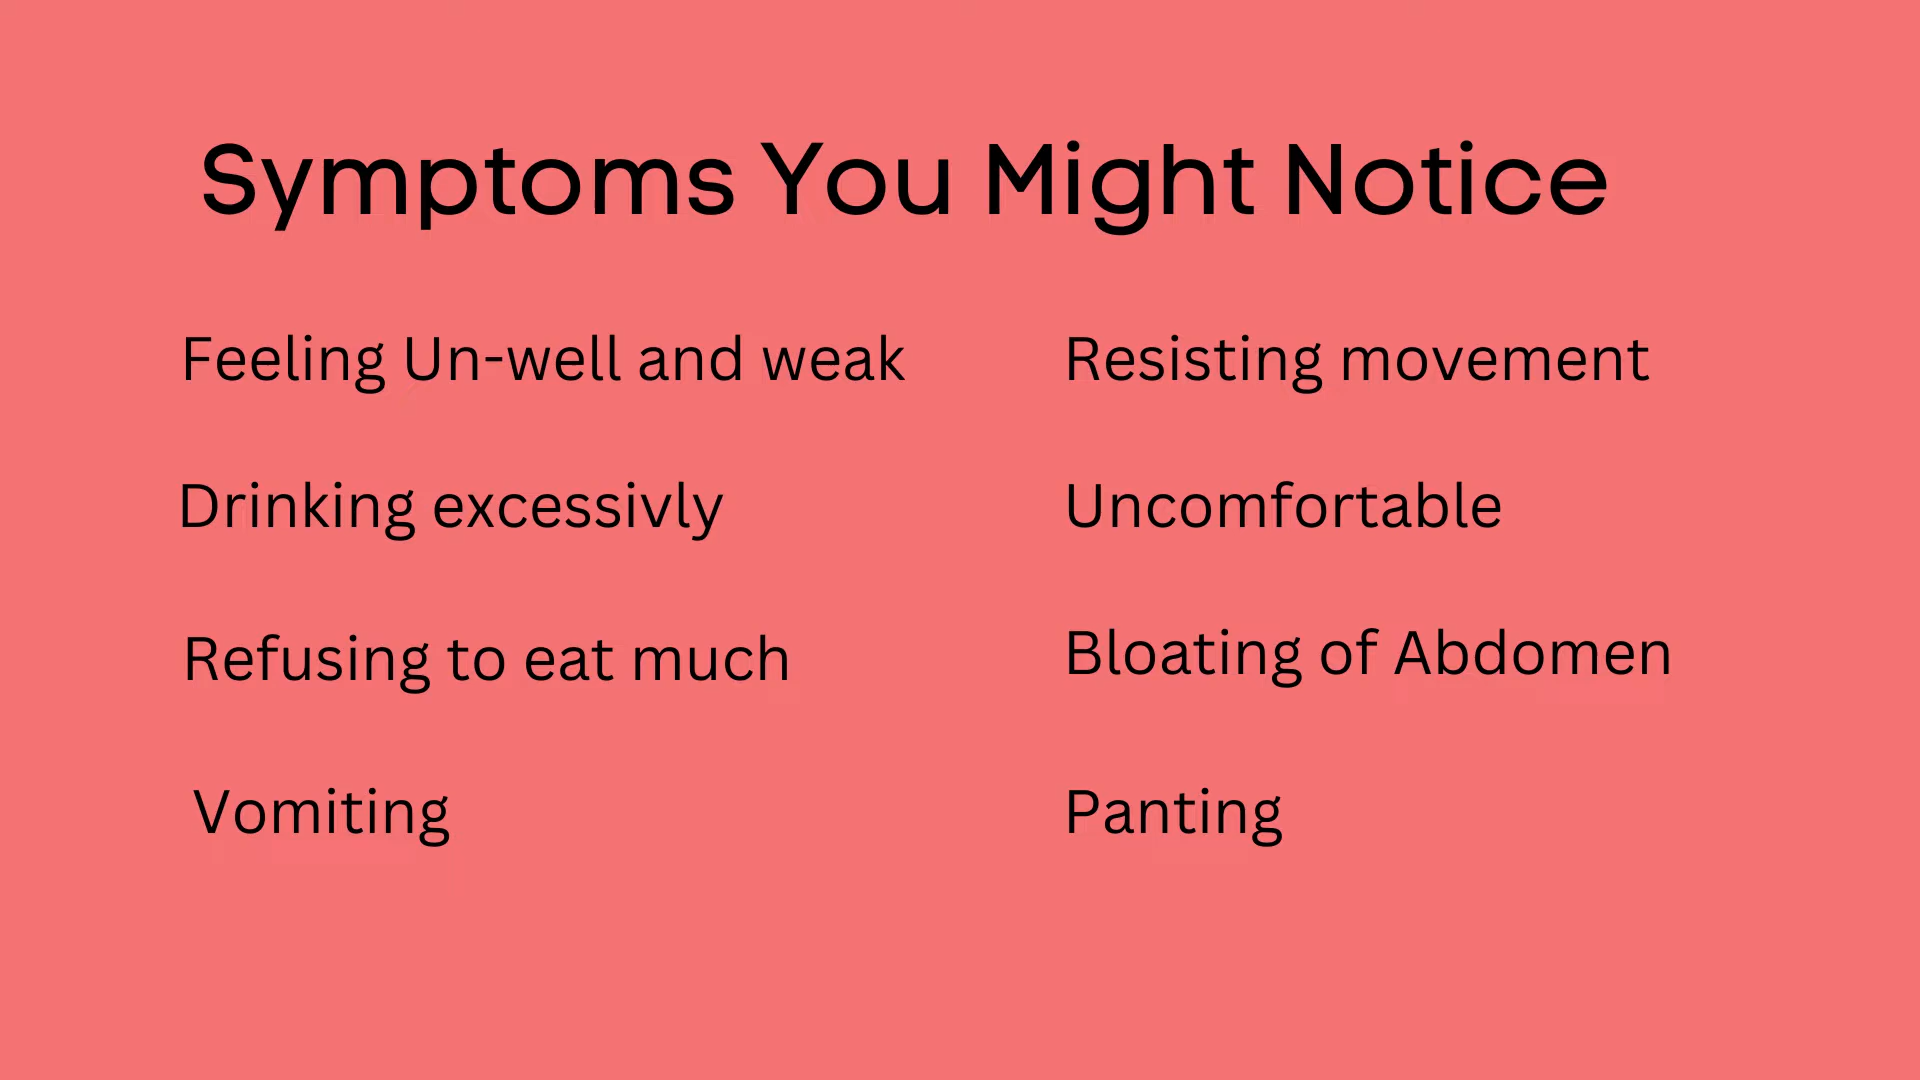 Symptoms You Might Notice
Feeling Un-well and weak
Drinking excessivly
Refusing to eat much
Vomiting
Resisting movement
Uncomfortable
Bloating of Abdomen
Panting